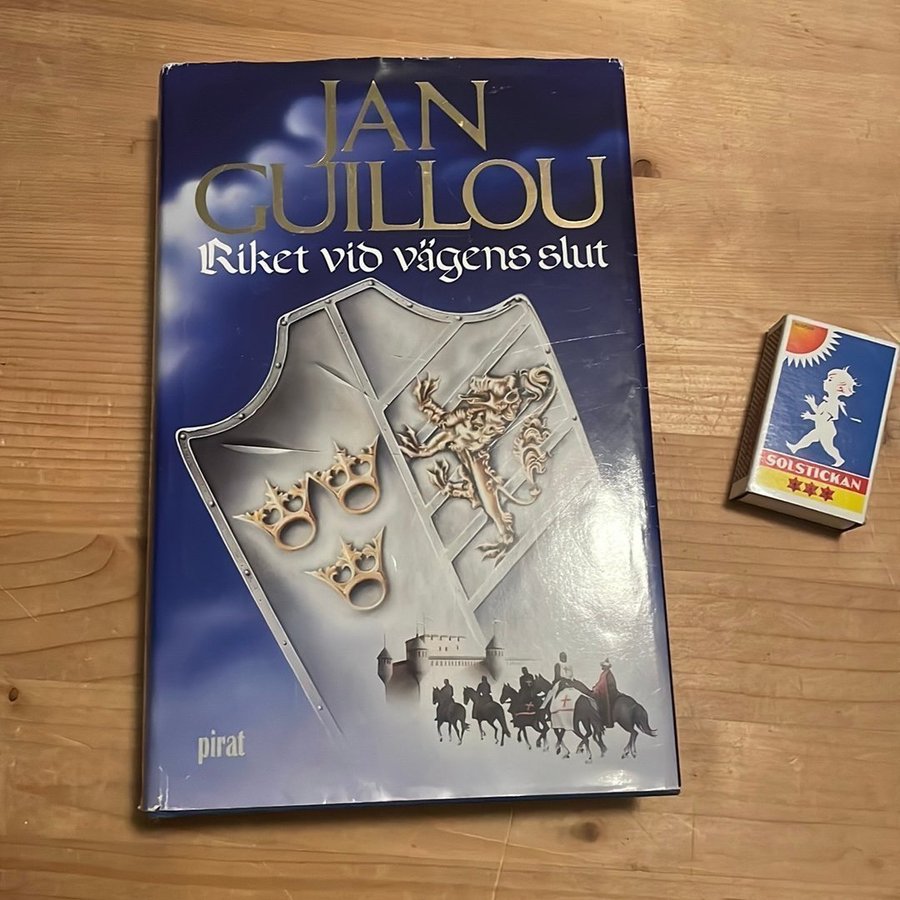 JAN
GUILLOU
Riket vid vägens slut
pirat
SOLSTICKAN